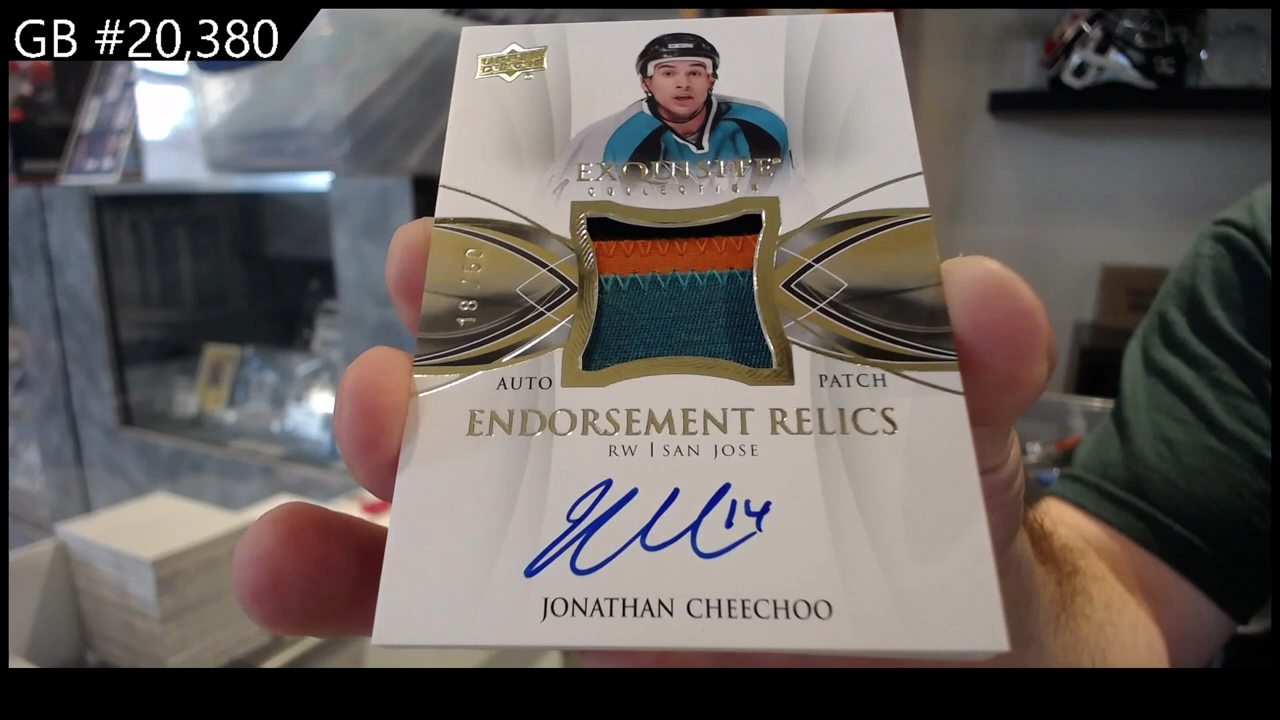 GB #20,380
UPPER DECK
EXQUISITE
COLLECTION
18/50
AUTO
PATCH
ENDORSEMENT RELICS
RW | SAN JOSE
14
JONATHAN CHEECHOO